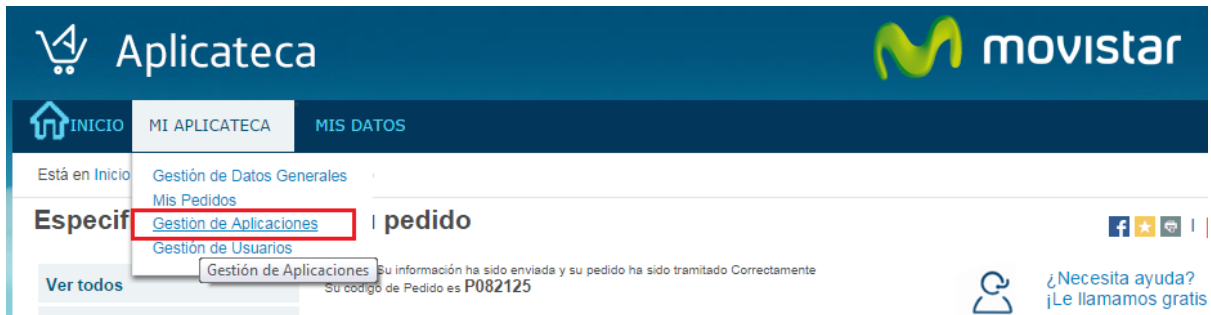 Aplicateca
movistar
INICIO MI APLICATECA MIS DATOS
Está en Inicio
Gestión de Datos Generales
Mis Pedidos
Especif pedido
Gestión de Aplicaciones
Gestión de Usuarios
Gestión de Aplicaciones
Su información ha sido enviada y su pedido ha sido tramitado Correctamente
Ver todos
Su codigo de Pedido es P082125
¿Necesita ayuda?
¡Le llamamos gratis